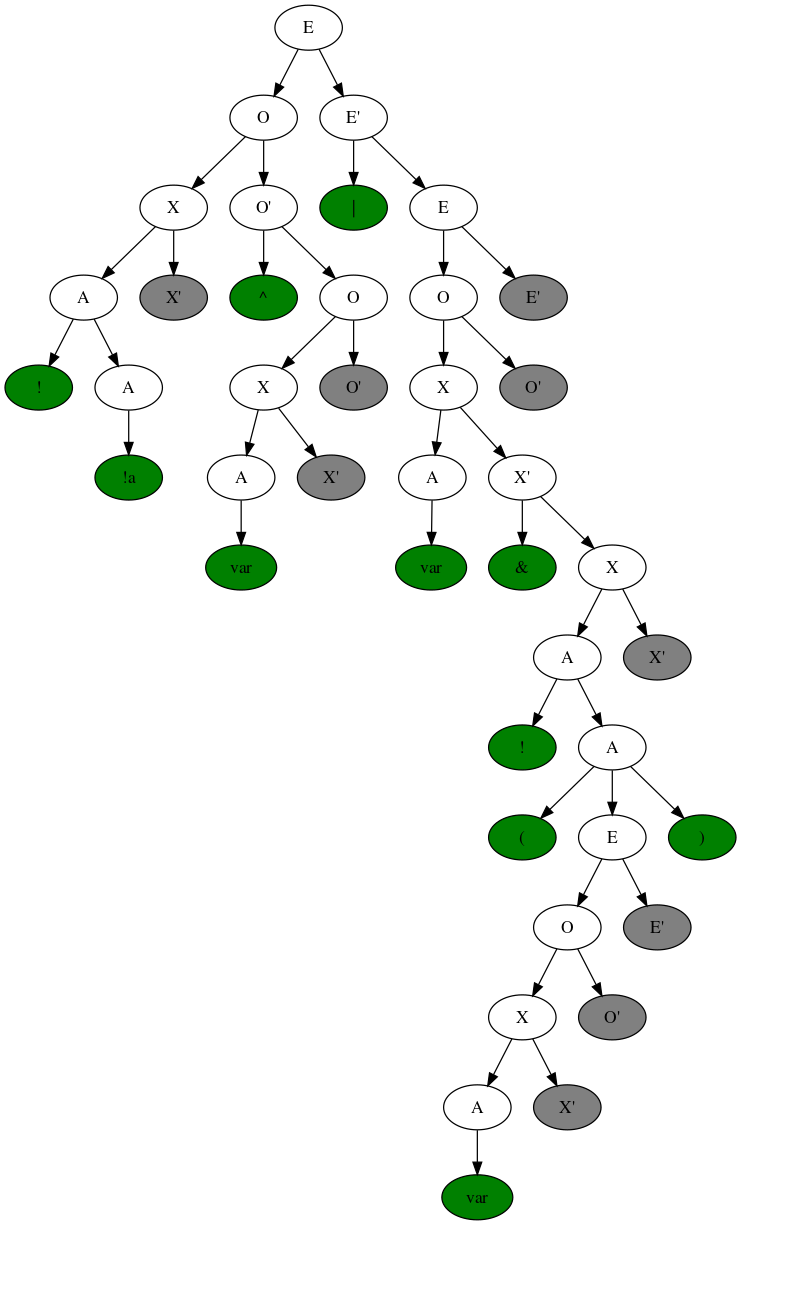 E
O E'
X O' | E
A X' ^ O O E'
! A X O' X O'
!a A X' A X'
var var & X
A X'
! A
( E )
O E'
X O'
A X'
var